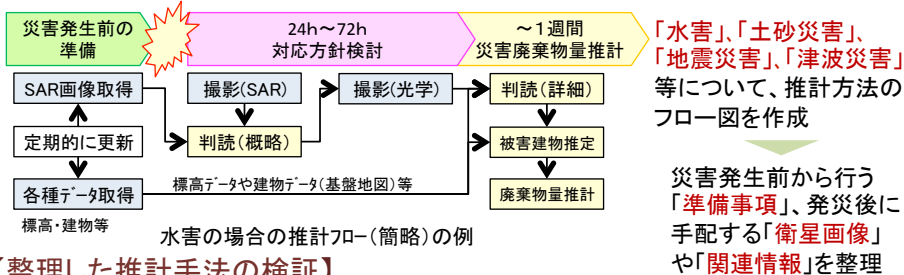 災害発生前の
準備
24h～72h
対応方針検討
～1週間
災害廃棄物量推計
SAR画像取得
定期的に更新
各種ﾃﾞｰﾀ取得
標高・建物等
撮影(SAR)
判読(概略)
撮影(光学)
標高ﾃﾞｰﾀや建物ﾃﾞｰﾀ(基盤地図)等
判読(詳細)
被害建物推定
廃棄物量推計
水害の場合の推計ﾌﾛｰ(簡略)の例
「水害」、「土砂災害」、
「地震災害」、「津波災害」
等について、推計方法の
フロー図を作成
災害発生前から行う
「準備事項」、発災後に
手配する「衛星画像」
や「関連情報」を整理
【整理した推計手法の検証】